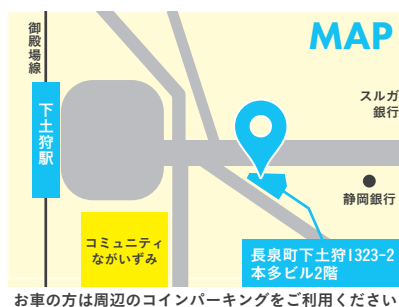 MAP
御殿場線
下土狩駅
スルガ
銀行
静岡銀行
コミュニティ
ながいずみ
長泉町下土狩1323-2
本多ビル2階
お車の方は周辺のコインパーキングをご利用ください